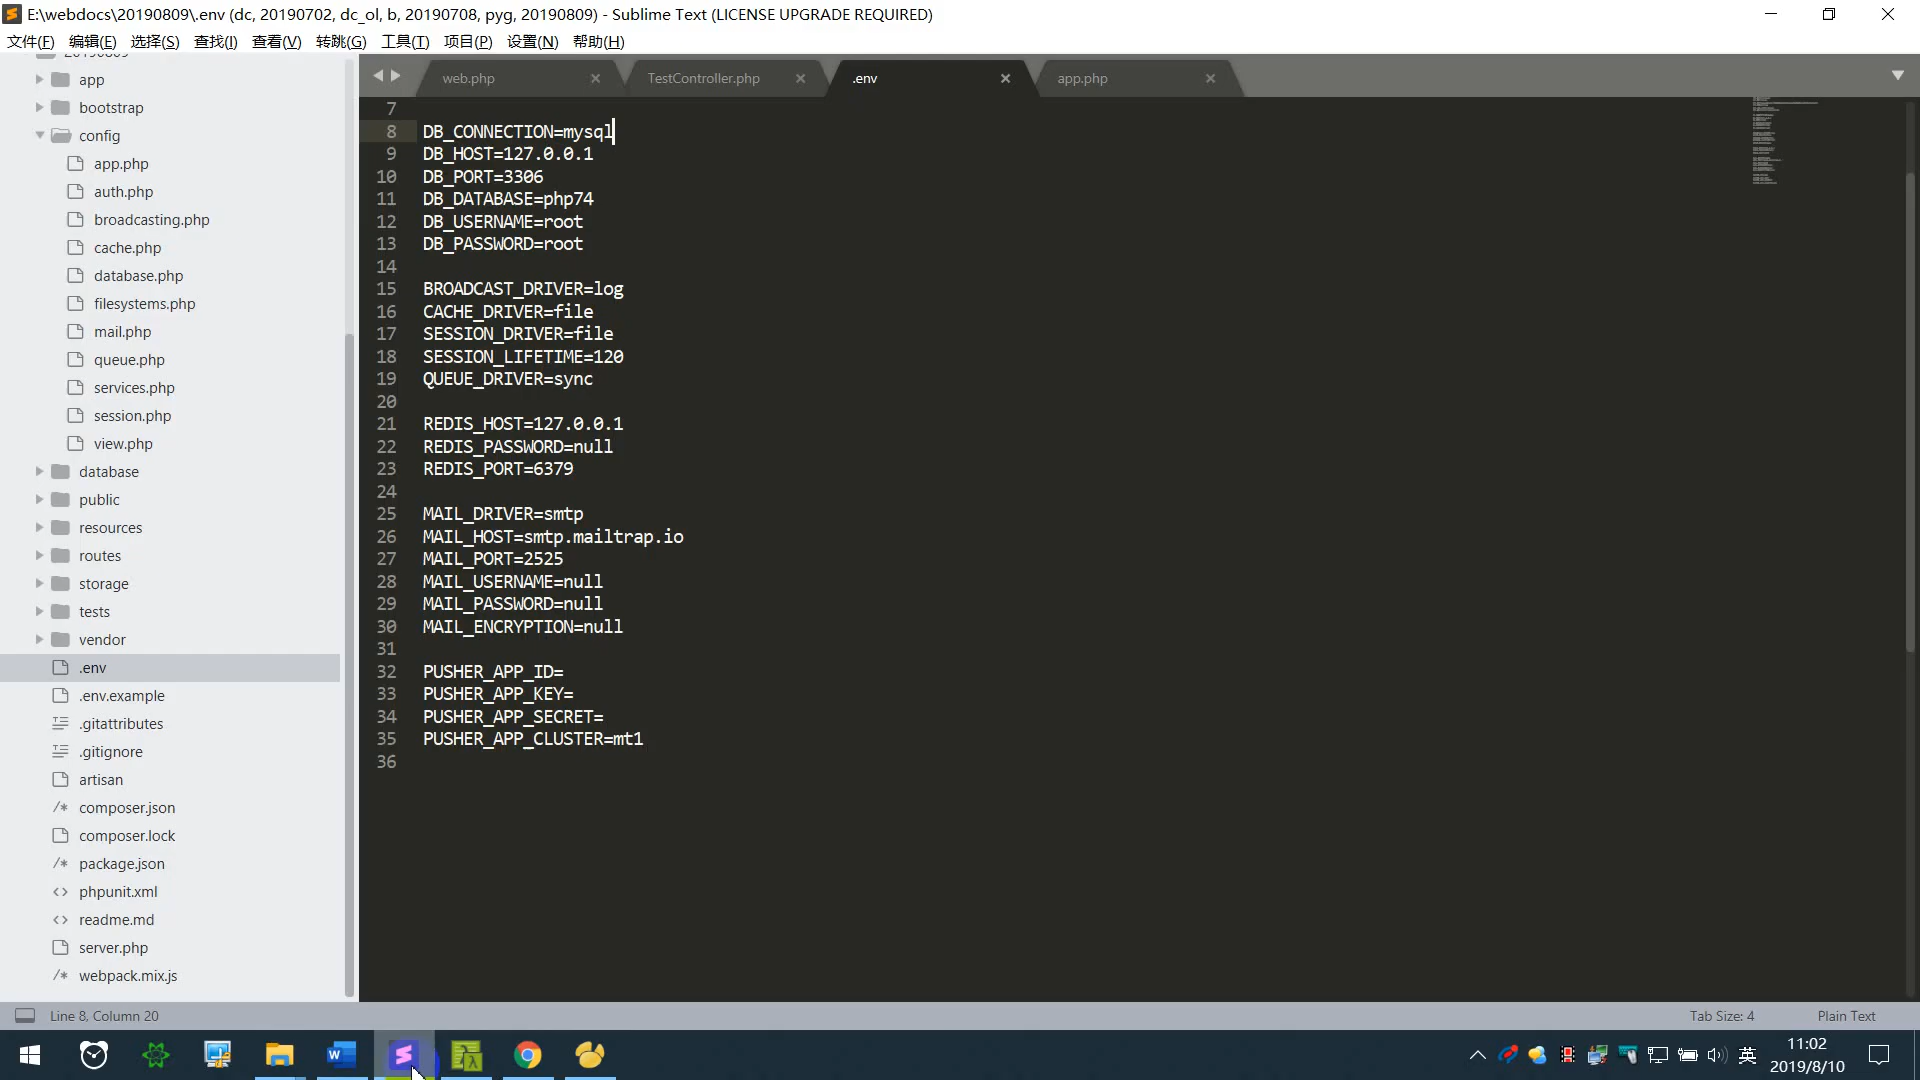 E:\webdocs\20190809\.env (dc, 20190702, dc_ol, b, 20190708, pyg, 20190809) - Sublime Text (LICENSE UPGRADE REQUIRED)
文件(F) 编辑(E) 选择(S) 查找(I) 查看(V) 转跳(G) 工具(T) 项目(P) 设置(N) 帮助(H)
20190809
app
bootstrap
config
app.php
auth.php
broadcasting.php
cache.php
database.php
filesystems.php
mail.php
queue.php
services.php
session.php
view.php
database
public
resources
routes
storage
tests
vendor
.env
.env.example
.gitattributes
.gitignore
artisan
composer.json
composer.lock
package.json
phpunit.xml
readme.md
server.php
webpack.mix.js
web.php TestController.php .env app.php
7
8 DB_CONNECTION=mysql
9 DB_HOST=127.0.0.1
10 DB_PORT=3306
11 DB_DATABASE=php74
12 DB_USERNAME=root
13 DB_PASSWORD=root
14
15 BROADCAST_DRIVER=log
16 CACHE_DRIVER=file
17 SESSION_DRIVER=file
18 SESSION_LIFETIME=120
19 QUEUE_DRIVER=sync
20
21 REDIS_HOST=127.0.0.1
22 REDIS_PASSWORD=null
23 REDIS_PORT=6379
24
25 MAIL_DRIVER=smtp
26 MAIL_HOST=smtp.mailtrap.io
27 MAIL_PORT=2525
28 MAIL_USERNAME=null
29 MAIL_PASSWORD=null
30 MAIL_ENCRYPTION=null
31
32 PUSHER_APP_ID=
33 PUSHER_APP_KEY=
34 PUSHER_APP_SECRET=
35 PUSHER_APP_CLUSTER=mt1
36
Line 8, Column 20 Tab Size: 4 Plain Text
英
11:02
2019/8/10